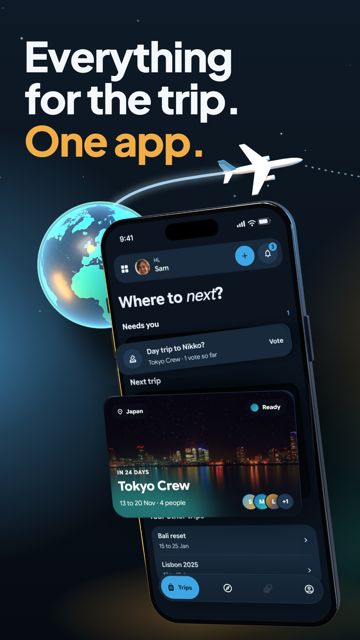 Everything
for the trip.
One app.
9:41
HI,
Sam
+
3
Where to next?
Needs you
1
Day trip to Nikko?
Tokyo Crew · 1 vote so far
Vote
Next trip
Japan
Ready
IN 24 DAYS
Tokyo Crew
13 to 20 Nov · 4 people
S M L +1
Your other trips
Bali reset
15 to 25 Jan
Lisbon 2025
Trips